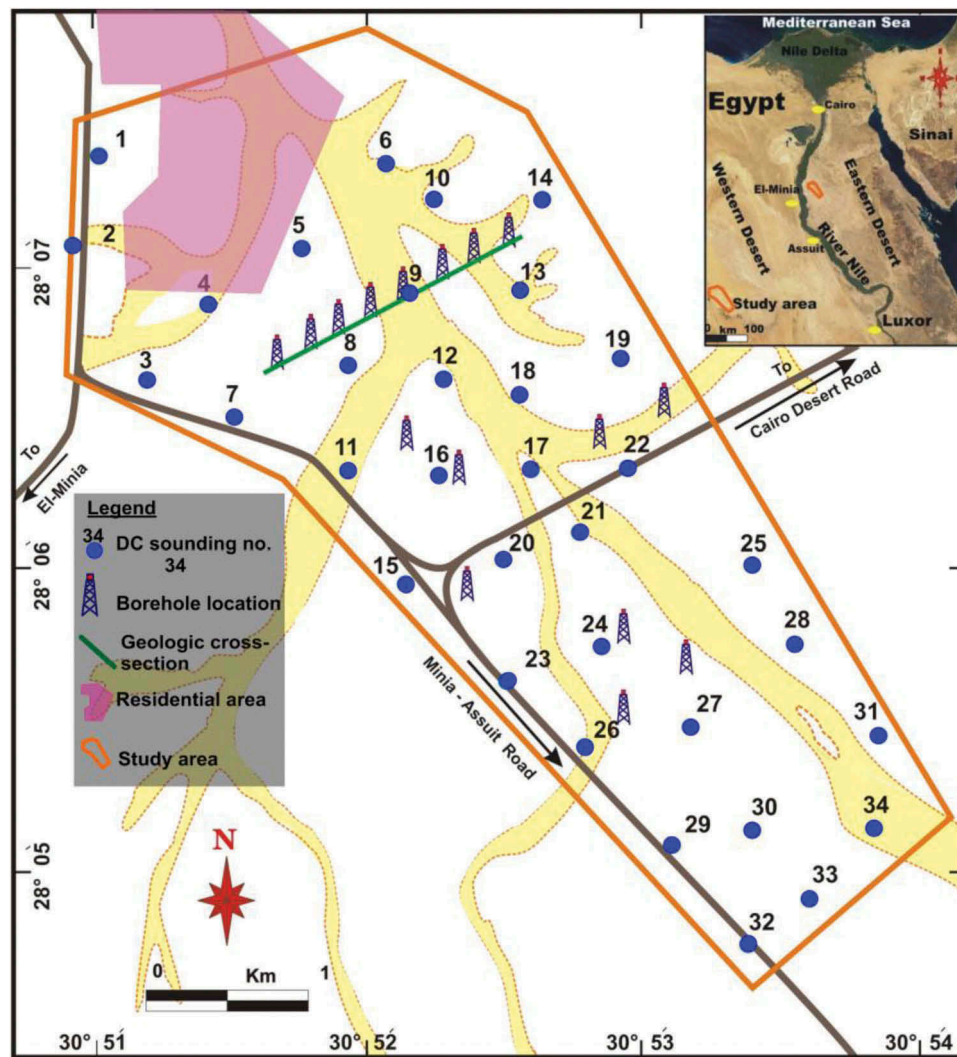 Mediterranean Sea
Nile Delta
Egypt
Cairo
Sinai
El-Minia
Western Desert
Eastern Desert
River Nile
Assuit
Study area
Luxor
0 km 100
1
6
10
14
2
5
28° 07´
4
9
13
3
8
19
7
12
18
To
Cairo Desert Road
11
16
17
22
To
El-Minia
Legend
34
DC sounding no.
34
Borehole location
Geologic cross-
section
Residential area
Study area
21
20
28° 06´
15
25
24
28
23
Minia - Assuit Road
27
26
31
30
34
29
28° 05´
33
32
N
0 Km 1
30° 51´
30° 52´
30° 53´
30° 54´